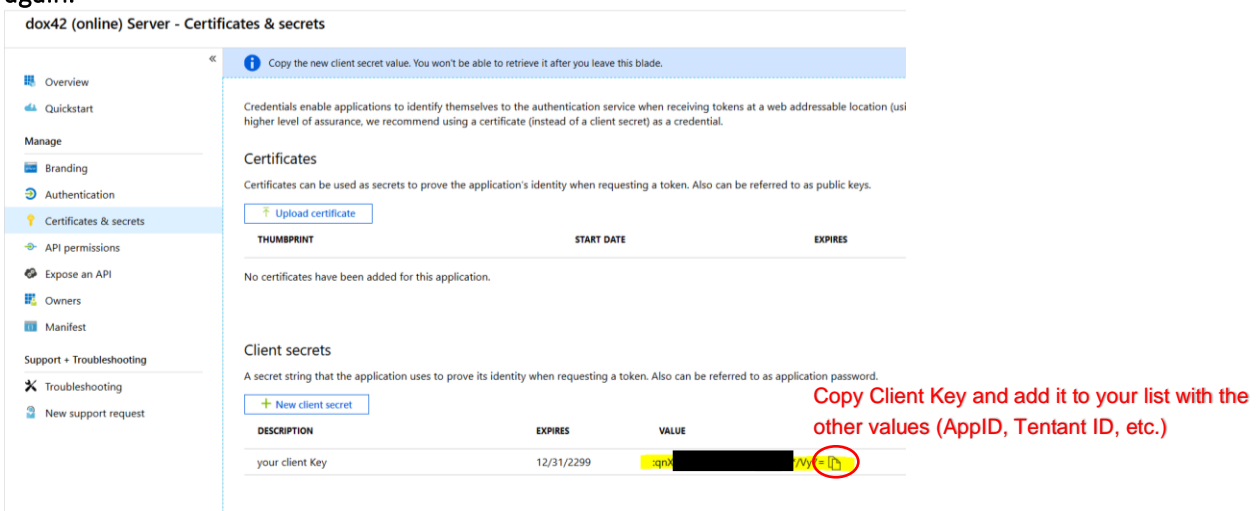 again.
dox42 (online) Server - Certificates & secrets
«
Copy the new client secret value. You won't be able to retrieve it after you leave this blade.
Overview
Quickstart
Manage
Branding
Authentication
Certificates & secrets
API permissions
Expose an API
Owners
Manifest
Support + Troubleshooting
Troubleshooting
New support request
Credentials enable applications to identify themselves to the authentication service when receiving tokens at a web addressable location (usi
higher level of assurance, we recommend using a certificate (instead of a client secret) as a credential.
Certificates
Certificates can be used as secrets to prove the application's identity when requesting a token. Also can be referred to as public keys.
Upload certificate
THUMBPRINT START DATE EXPIRES
No certificates have been added for this application.
Client secrets
A secret string that the application uses to prove its identity when requesting a token. Also can be referred to as application password.
+ New client secret
DESCRIPTION EXPIRES VALUE
your client Key 12/31/2299 :qnX
Copy Client Key and add it to your list with the
other values (AppID, Tentant ID, etc.)